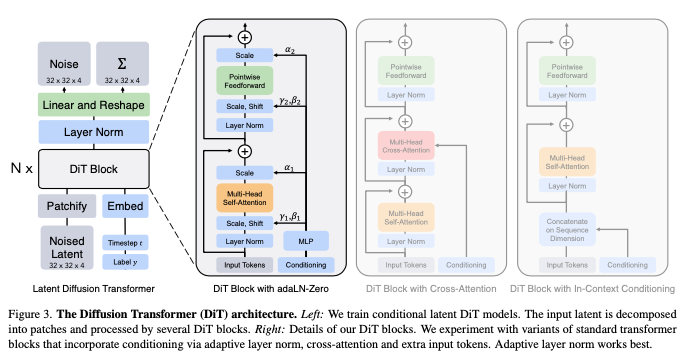 Noise
32 x 32 x 4
Σ
32 x 32 x 4
Linear and Reshape
Layer Norm
N x
DiT Block
Patchify
Embed
Noised
Latent
32 x 32 x 4
Timestep t
Label y
Latent Diffusion Transformer
+
Scale
α2
Pointwise
Feedforward
Scale, Shift
γ2,β2
Layer Norm
+
Scale
α1
Multi-Head
Self-Attention
Scale, Shift
γ1,β1
Layer Norm
MLP
Input Tokens
Conditioning
DiT Block with adaLN-Zero
+
Pointwise
Feedforward
Layer Norm
+
Multi-Head
Cross-Attention
Layer Norm
+
Multi-Head
Self-Attention
Layer Norm
Input Tokens
Conditioning
DiT Block with Cross-Attention
+
Pointwise
Feedforward
Layer Norm
+
Multi-Head
Self-Attention
Layer Norm
Concatenate
on Sequence
Dimension
Input Tokens
Conditioning
DiT Block with In-Context Conditioning
Figure 3. The Diffusion Transformer (DiT) architecture. Left: We train conditional latent DiT models. The input latent is decomposed
into patches and processed by several DiT blocks. Right: Details of our DiT blocks. We experiment with variants of standard transformer
blocks that incorporate conditioning via adaptive layer norm, cross-attention and extra input tokens. Adaptive layer norm works best.